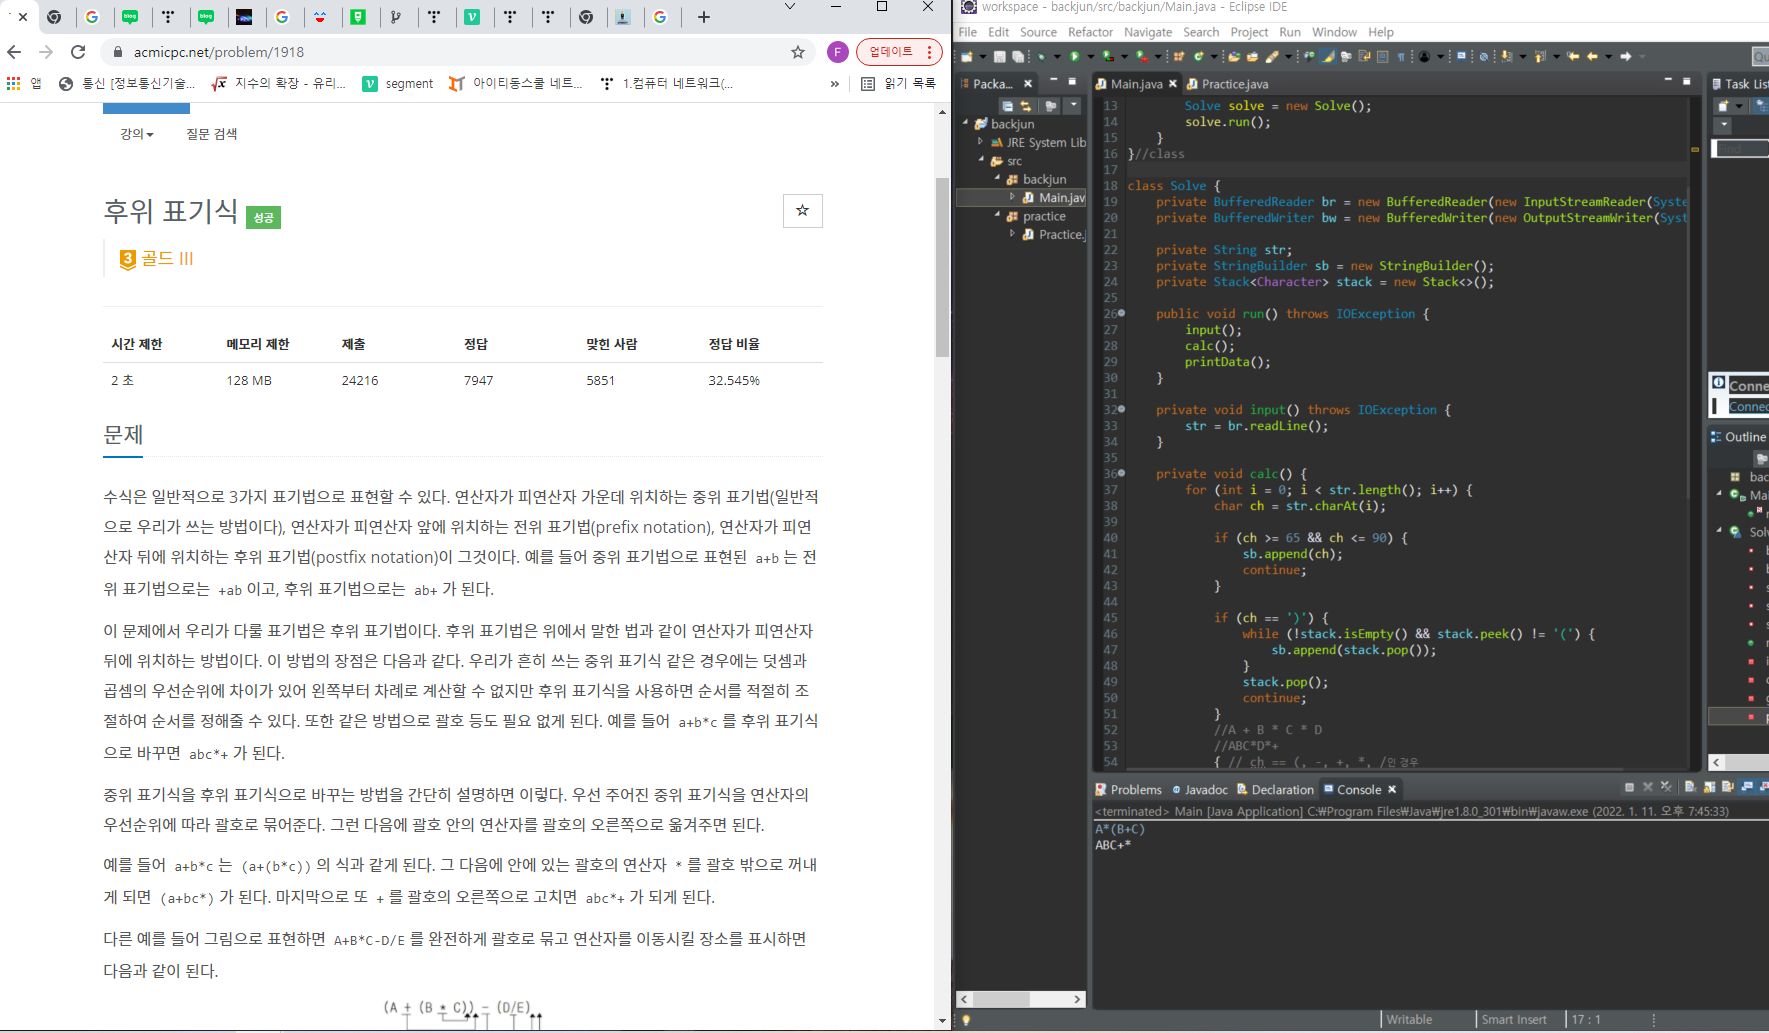 acmicpc.net/problem/1918
F
업데이트
앱
통신 [정보통신기술...
지수의 확장 - 유리...
segment
아이티동스쿨 네트...
1.컴퓨터 네트워크(...
»
읽기 목록
강의
질문 검색
후위 표기식 성공
3 골드 III
시간 제한 메모리 제한 제출 정답 맞힌 사람 정답 비율
2 초 128 MB 24216 7947 5851 32.545%
문제
수식은 일반적으로 3가지 표기법으로 표현할 수 있다. 연산자가 피연산자 가운데 위치하는 중위 표기법(일반적
으로 우리가 쓰는 방법이다), 연산자가 피연산자 앞에 위치하는 전위 표기법(prefix notation), 연산자가 피연
산자 뒤에 위치하는 후위 표기법(postfix notation)이 그것이다. 예를 들어 중위 표기법으로 표현된 a+b 는 전
위 표기법으로는 +ab 이고, 후위 표기법으로는 ab+ 가 된다.
이 문제에서 우리가 다룰 표기법은 후위 표기법이다. 후위 표기법은 위에서 말한 법과 같이 연산자가 피연산자
뒤에 위치하는 방법이다. 이 방법의 장점은 다음과 같다. 우리가 흔히 쓰는 중위 표기식 같은 경우에는 덧셈과
곱셈의 우선순위에 차이가 있어 왼쪽부터 차례로 계산할 수 없지만 후위 표기식을 사용하면 순서를 적절히 조
절하여 순서를 정해줄 수 있다. 또한 같은 방법으로 괄호 등도 필요 없게 된다. 예를 들어 a+b*c 를 후위 표기식
으로 바꾸면 abc*+ 가 된다.
중위 표기식을 후위 표기식으로 바꾸는 방법을 간단히 설명하면 이렇다. 우선 주어진 중위 표기식을 연산자의
우선순위에 따라 괄호로 묶어준다. 그런 다음에 괄호 안의 연산자를 괄호의 오른쪽으로 옮겨주면 된다.
예를 들어 a+b*c 는 (a+(b*c)) 의 식과 같게 된다. 그 다음에 안에 있는 괄호의 연산자 * 를 괄호 밖으로 꺼내
게 되면 (a+bc*) 가 된다. 마지막으로 또 + 를 괄호의 오른쪽으로 고치면 abc*+ 가 되게 된다.
다른 예를 들어 그림으로 표현하면 A+B*C-D/E 를 완전하게 괄호로 묶고 연산자를 이동시킬 장소를 표시하면
다음과 같이 된다.
(A + (B * C)) - (D/E)
workspace - backjun/src/backjun/Main.java - Eclipse IDE
File Edit Source Refactor Navigate Search Project Run Window Help
Packa...
backjun
JRE System Lib
src
backjun
Main.jav
practice
Practice.j
Main.java
Practice.java
13 Solve solve = new Solve();
14 solve.run();
15 }
16 }//class
17
18 class Solve {
19 private BufferedReader br = new BufferedReader(new InputStreamReader(Syste
20 private BufferedWriter bw = new BufferedWriter(new OutputStreamWriter(Syst
21
22 private String str;
23 private StringBuilder sb = new StringBuilder();
24 private Stack<Character> stack = new Stack<>();
25
26 public void run() throws IOException {
27 input();
28 calc();
29 printData();
30 }
31
32 private void input() throws IOException {
33 str = br.readLine();
34 }
35
36 private void calc() {
37 for (int i = 0; i < str.length(); i++) {
38 char ch = str.charAt(i);
39
40 if (ch >= 65 && ch <= 90) {
41 sb.append(ch);
42 continue;
43 }
44
45 if (ch == ')') {
46 while (!stack.isEmpty() && stack.peek() != '(') {
47 sb.append(stack.pop());
48 }
49 stack.pop();
50 continue;
51 }
52 //A + B * C * D
53 //ABC*D*+
54 { // ch == (, -, +, *, /인 경우
Task List
Find
Conne
Connec
Outline
bac
Mai
Solv
Problems Javadoc Declaration Console
<terminated> Main [Java Application] C:₩Program Files₩Java₩jre1.8.0_301₩bin₩javaw.exe (2022. 1. 11. 오후 7:45:33)
A*(B+C)
ABC+*
Writable
Smart Insert
17 : 1